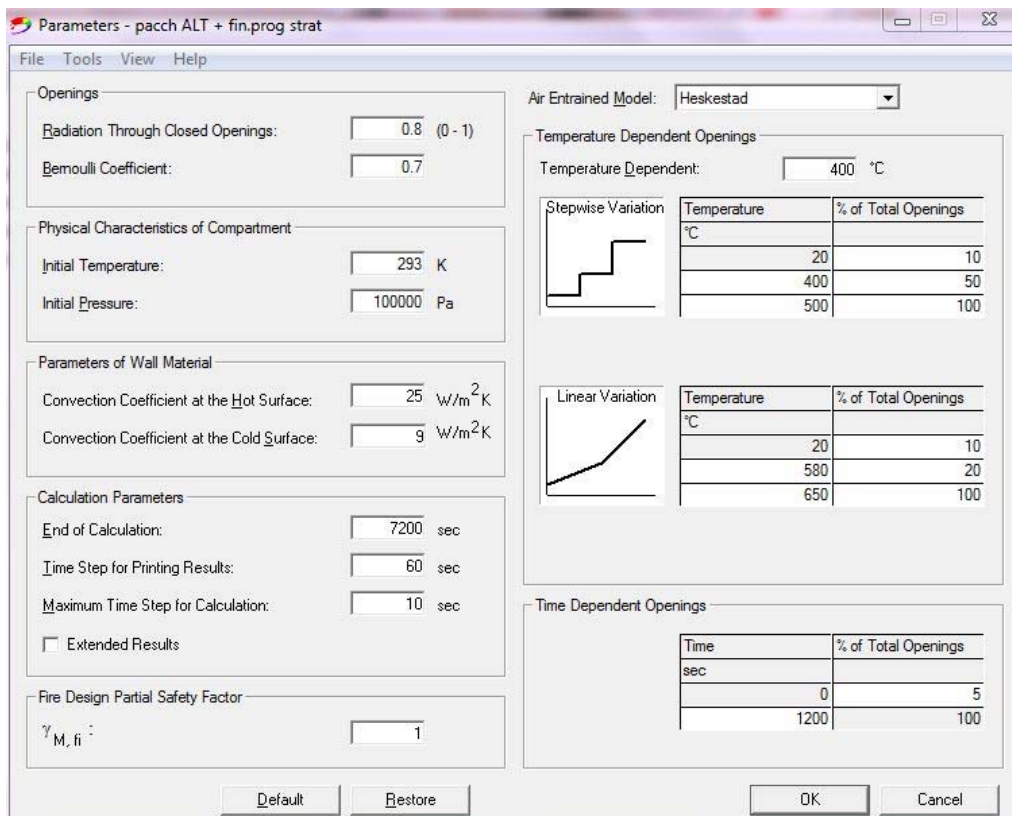 Parameters - pacch ALT + fin.prog strat
File Tools View Help
Openings
Radiation Through Closed Openings: 0.8 (0 - 1)
Bernoulli Coefficient: 0.7
Physical Characteristics of Compartment
Initial Temperature: 293 K
Initial Pressure: 100000 Pa
Parameters of Wall Material
Convection Coefficient at the Hot Surface: 25 W/m²K
Convection Coefficient at the Cold Surface: 9 W/m²K
Calculation Parameters
End of Calculation: 7200 sec
Time Step for Printing Results: 60 sec
Maximum Time Step for Calculation: 10 sec
Extended Results
Fire Design Partial Safety Factor
γ M, fi : 1
Default Restore
Air Entrained Model: Heskestad
Temperature Dependent Openings
Temperature Dependent: 400 °C
Stepwise Variation
Temperature % of Total Openings
°C
20 10
400 50
500 100
Linear Variation
Temperature % of Total Openings
°C
20 10
580 20
650 100
Time Dependent Openings
Time % of Total Openings
sec
0 5
1200 100
OK Cancel